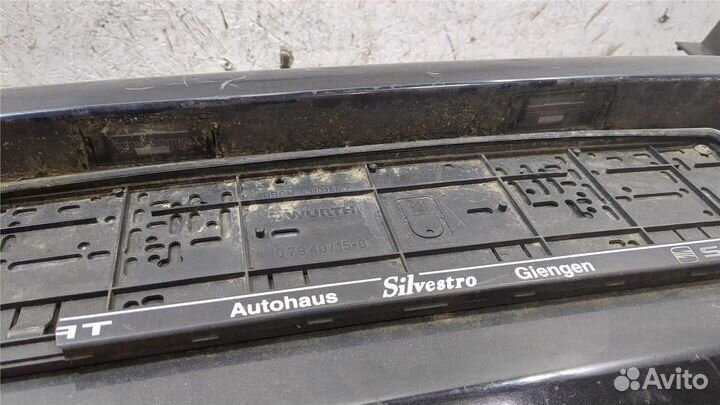 WÜRTH
07940/15-0
AT Autohaus Silvestro Giengen S
Avito